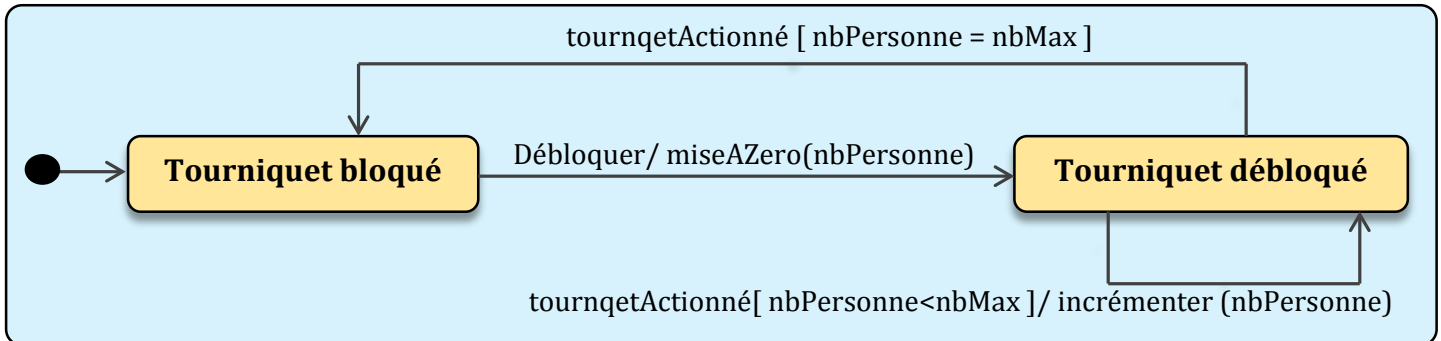 tournqetActionné [ nbPersonne = nbMax ]
Tourniquet bloqué
Débloquer/ miseAZero(nbPersonne)
Tourniquet débloqué
tournqetActionné[ nbPersonne<nbMax ]/ incrémenter (nbPersonne)